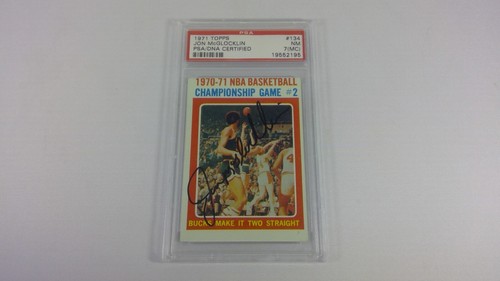 PSA
1971 TOPPS #134
JON McGLOCKLIN NM
PSA/DNA CERTIFIED 7(MC)
19552195
1970-71 NBA BASKETBALL
CHAMPIONSHIP GAME #2
BUCKS MAKE IT TWO STRAIGHT